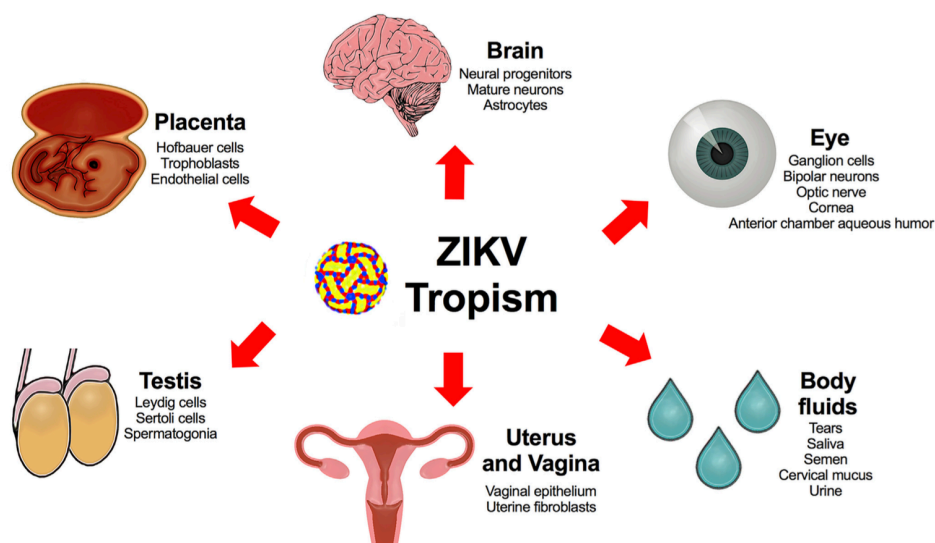 Brain
Neural progenitors
Mature neurons
Astrocytes
Placenta
Hofbauer cells
Trophoblasts
Endothelial cells
Eye
Ganglion cells
Bipolar neurons
Optic nerve
Cornea
Anterior chamber aqueous humor
ZIKV
Tropism
Testis
Leydig cells
Sertoli cells
Spermatogonia
Uterus
and Vagina
Vaginal epithelium
Uterine fibroblasts
Body
fluids
Tears
Saliva
Semen
Cervical mucus
Urine